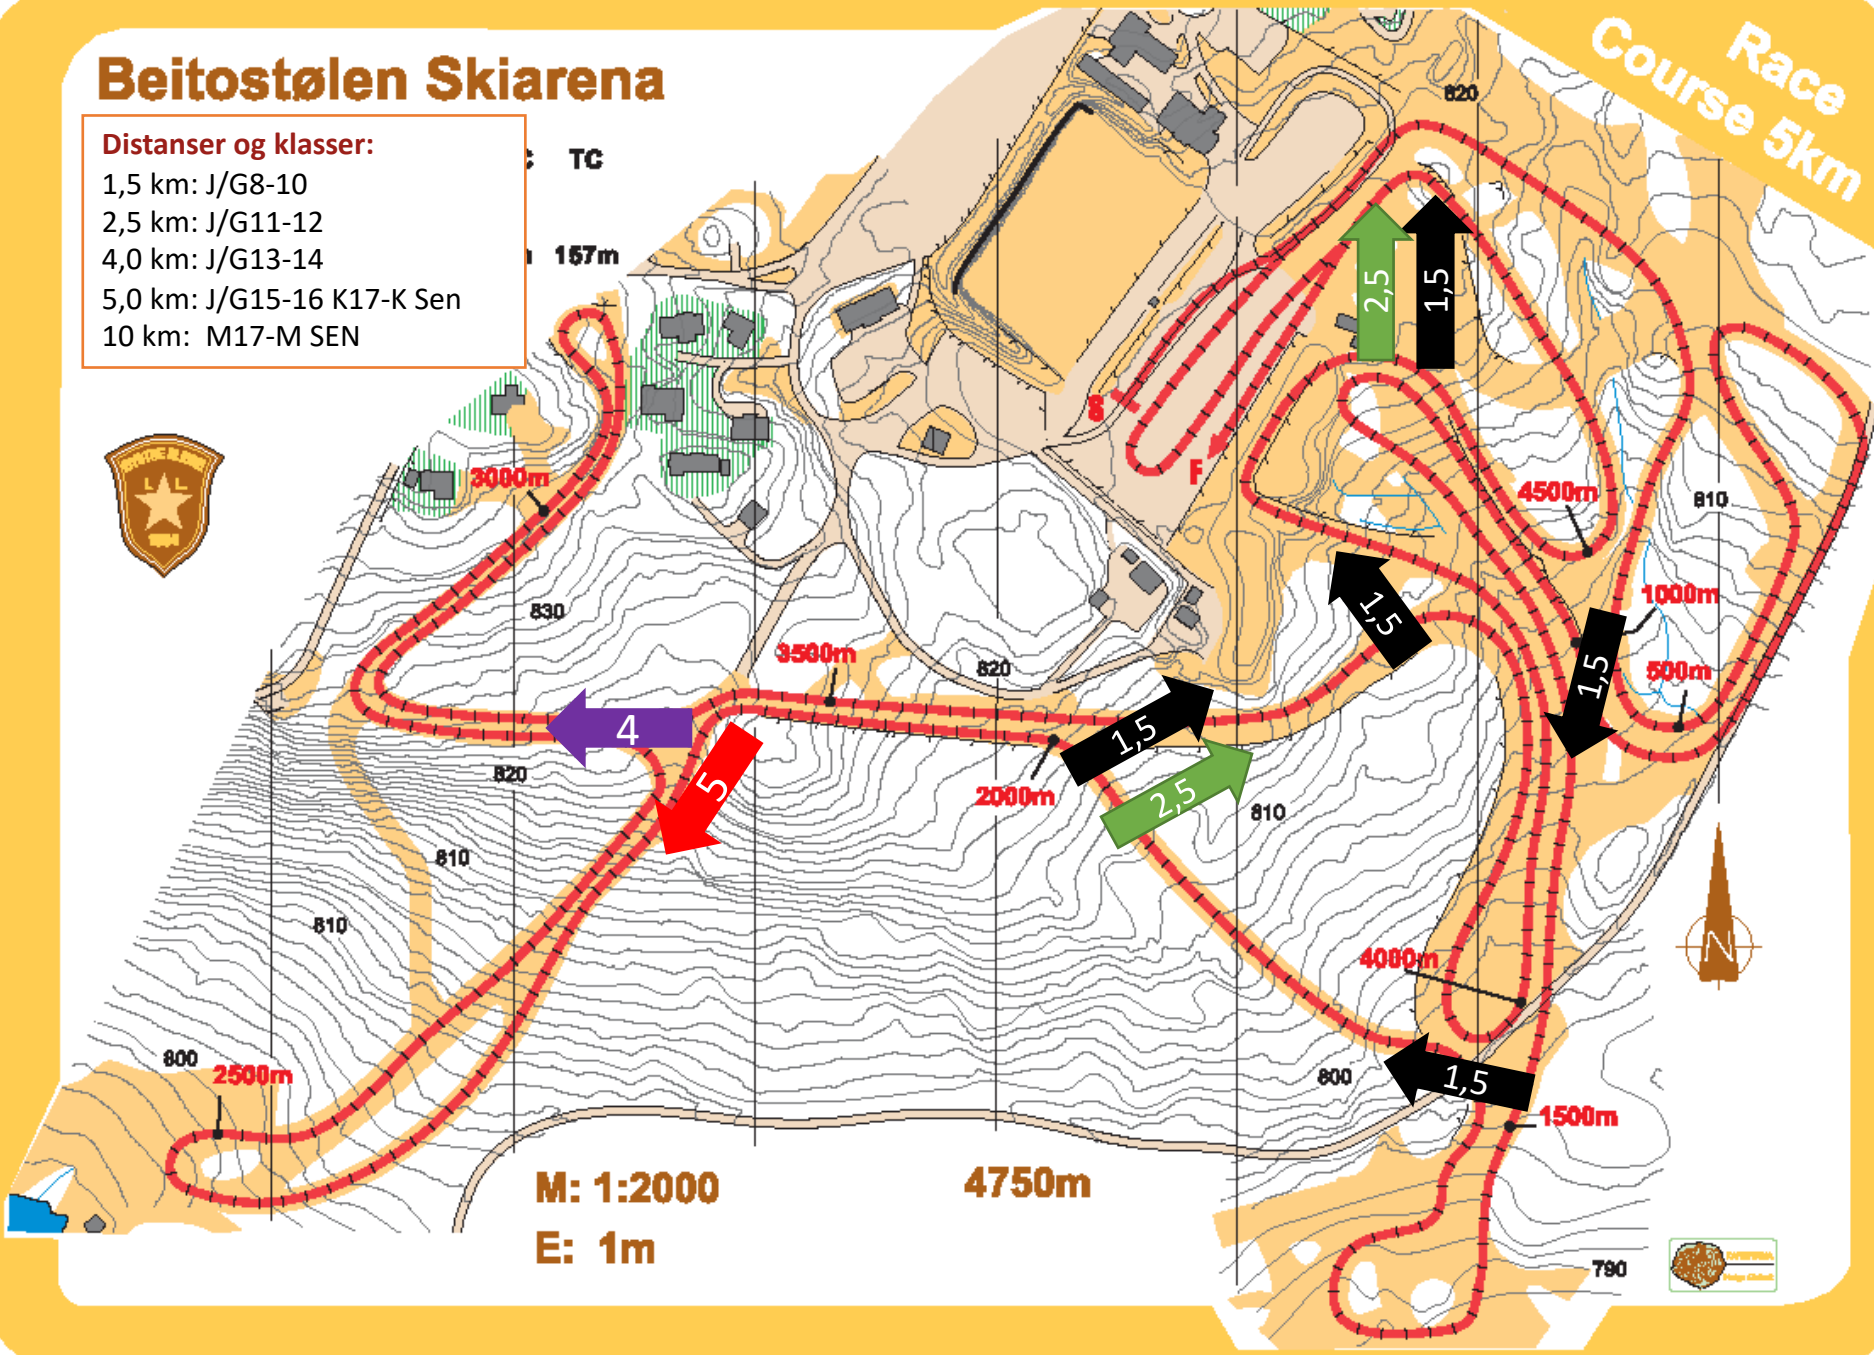 Beitostølen Skiarena
Race
Course 5km
Distanser og klasser:
1,5 km: J/G8-10
2,5 km: J/G11-12
4,0 km: J/G13-14
5,0 km: J/G15-16 K17-K Sen
10 km: M17-M SEN
TC
157m
820
2,5
1,5
S
F
L L
3000m
4500m
810
830
1000m
1,5
1,5
500m
3500m
820
4
1,5
5
2,5
2000m
820
810
810
810
4000m
800
2500m
800
1,5
1500m
N
M: 1:2000
4750m
E: 1m
790